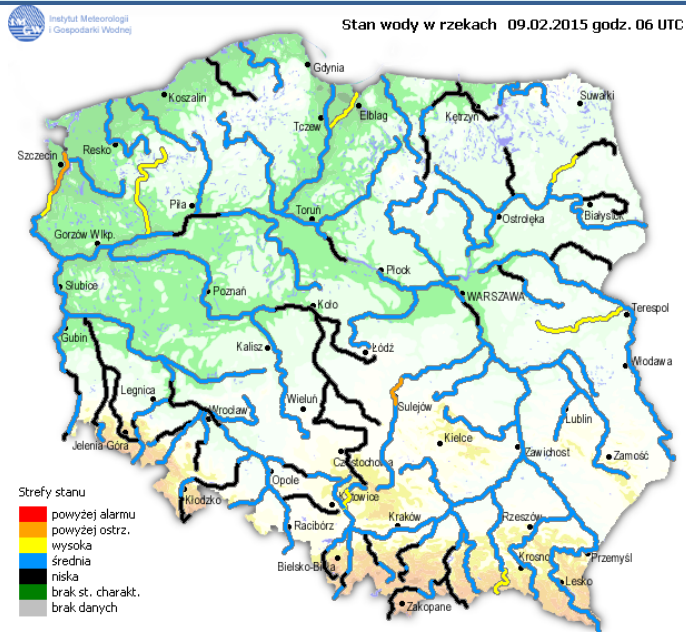 IMGW
Instytut Meteorologii
i Gospodarki Wodnej
Stan wody w rzekach 09.02.2015 godz. 06 UTC
Gdynia
Koszalin
Suwałki
Tczew
Elbląg
Kętrzyn
Szczecin
Resko
Piła
Toruń
Ostrołęka
Białystok
Gorzów Wlkp.
Płock
Słubice
Poznań
Koło
WARSZAWA
Terespol
Gubin
Kalisz
Łódź
Włodawa
Legnica
Wieluń
Sulejów
Wrocław
Lublin
Jelenia Góra
Kielce
Zawichost
Zamość
Częstochowa
Opole
Kłodzko
Katowice
Racibórz
Kraków
Rzeszów
Bielsko-Biała
Krosno
Przemyśl
Lesko
Zakopane
Strefy stanu
powyżej alarmu
powyżej ostrz.
wysoka
średnia
niska
brak st. charakt.
brak danych